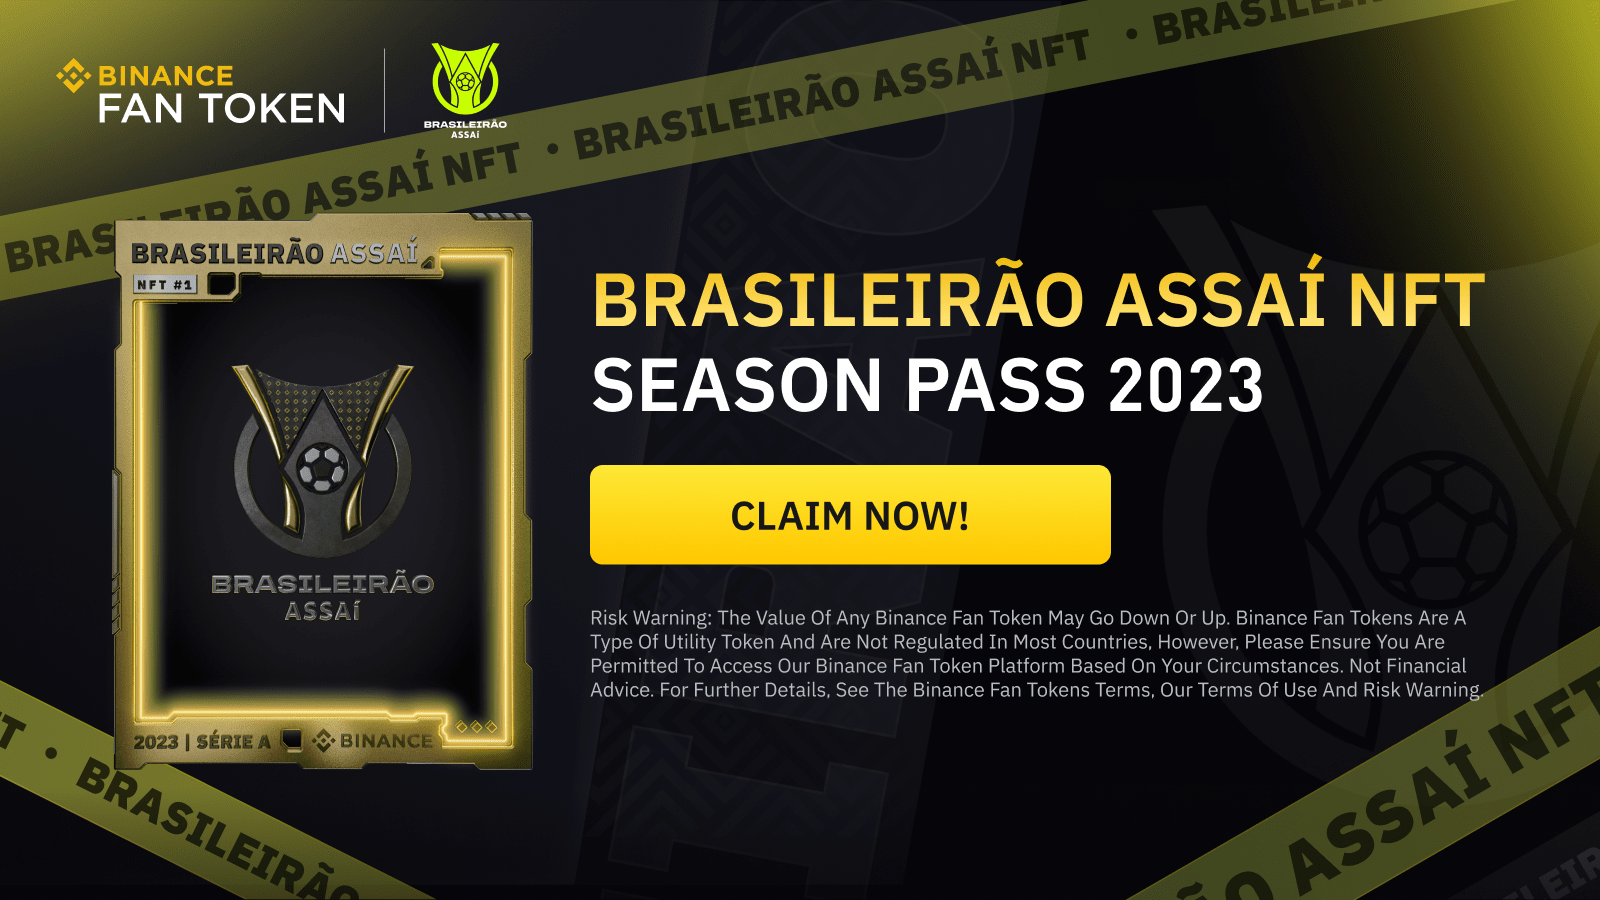 BINANCE
FAN TOKEN
BRASILEIRÃO
ASSAÍ
BRASILEIRÃO ASSAÍ NFT • BRASILEIRÃO ASSAÍ NFT • BRASILEIR
BRASILEIRÃO ASSAÍ
NFT #1
BRASILEIRÃO
ASSAÍ
2023 | SÉRIE A BINANCE
BRASILEIRÃO ASSAÍ NFT
SEASON PASS 2023
CLAIM NOW!
Risk Warning: The Value Of Any Binance Fan Token May Go Down Or Up. Binance Fan Tokens Are A
Type Of Utility Token And Are Not Regulated In Most Countries, However, Please Ensure You Are
Permitted To Access Our Binance Fan Token Platform Based On Your Circumstances. Not Financial
Advice. For Further Details, See The Binance Fan Tokens Terms, Our Terms Of Use And Risk Warning.
FT • BRASILEIRÃO
ÃO ASSAÍ NFT